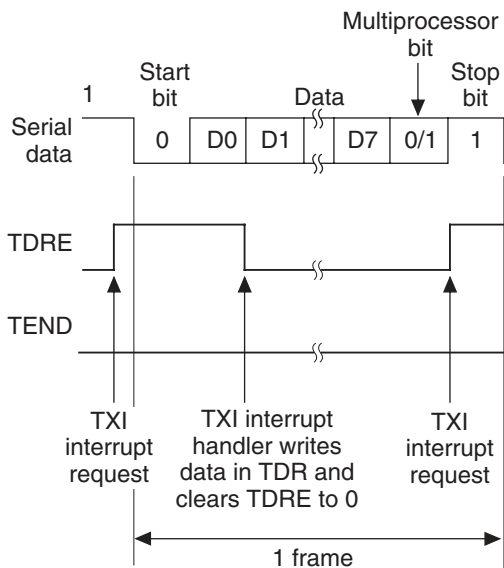 Multiprocessor
bit
Start
bit
Data
Stop
bit
1
Serial
data
0
D0
D1
D7
0/1
1
TDRE
TEND
TXI
interrupt
request
TXI interrupt
handler writes
data in TDR and
clears TDRE to 0
TXI
interrupt
request
1 frame